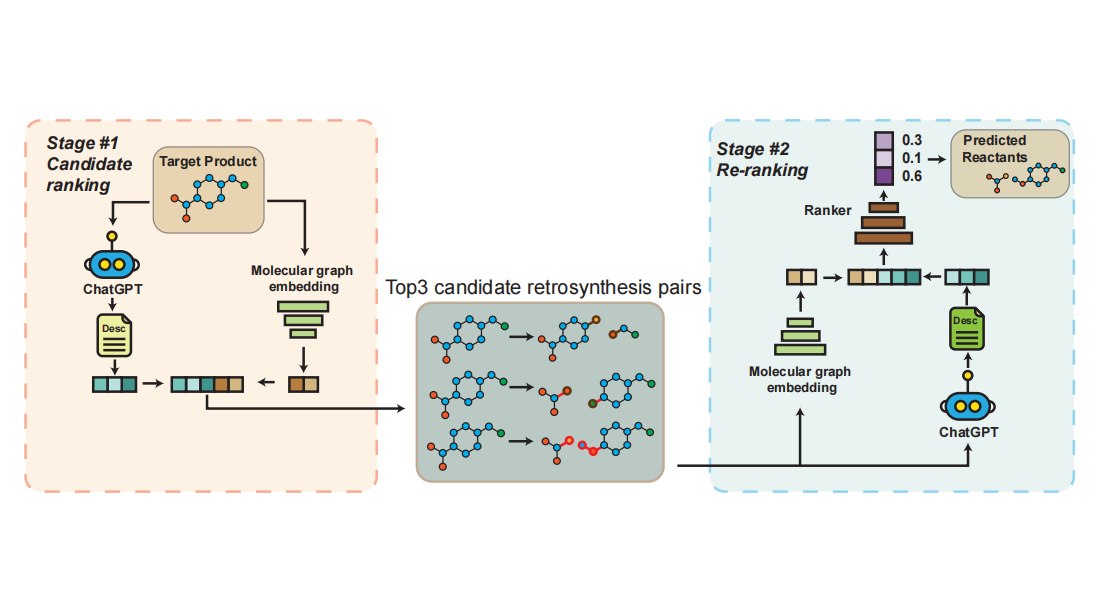 Stage #1
Candidate
ranking
Target Product
ChatGPT
Desc
Molecular graph
embedding
Top3 candidate retrosynthesis pairs
Stage #2
Re-ranking
0.3
0.1
0.6
Predicted
Reactants
Ranker
Molecular graph
embedding
Desc
ChatGPT